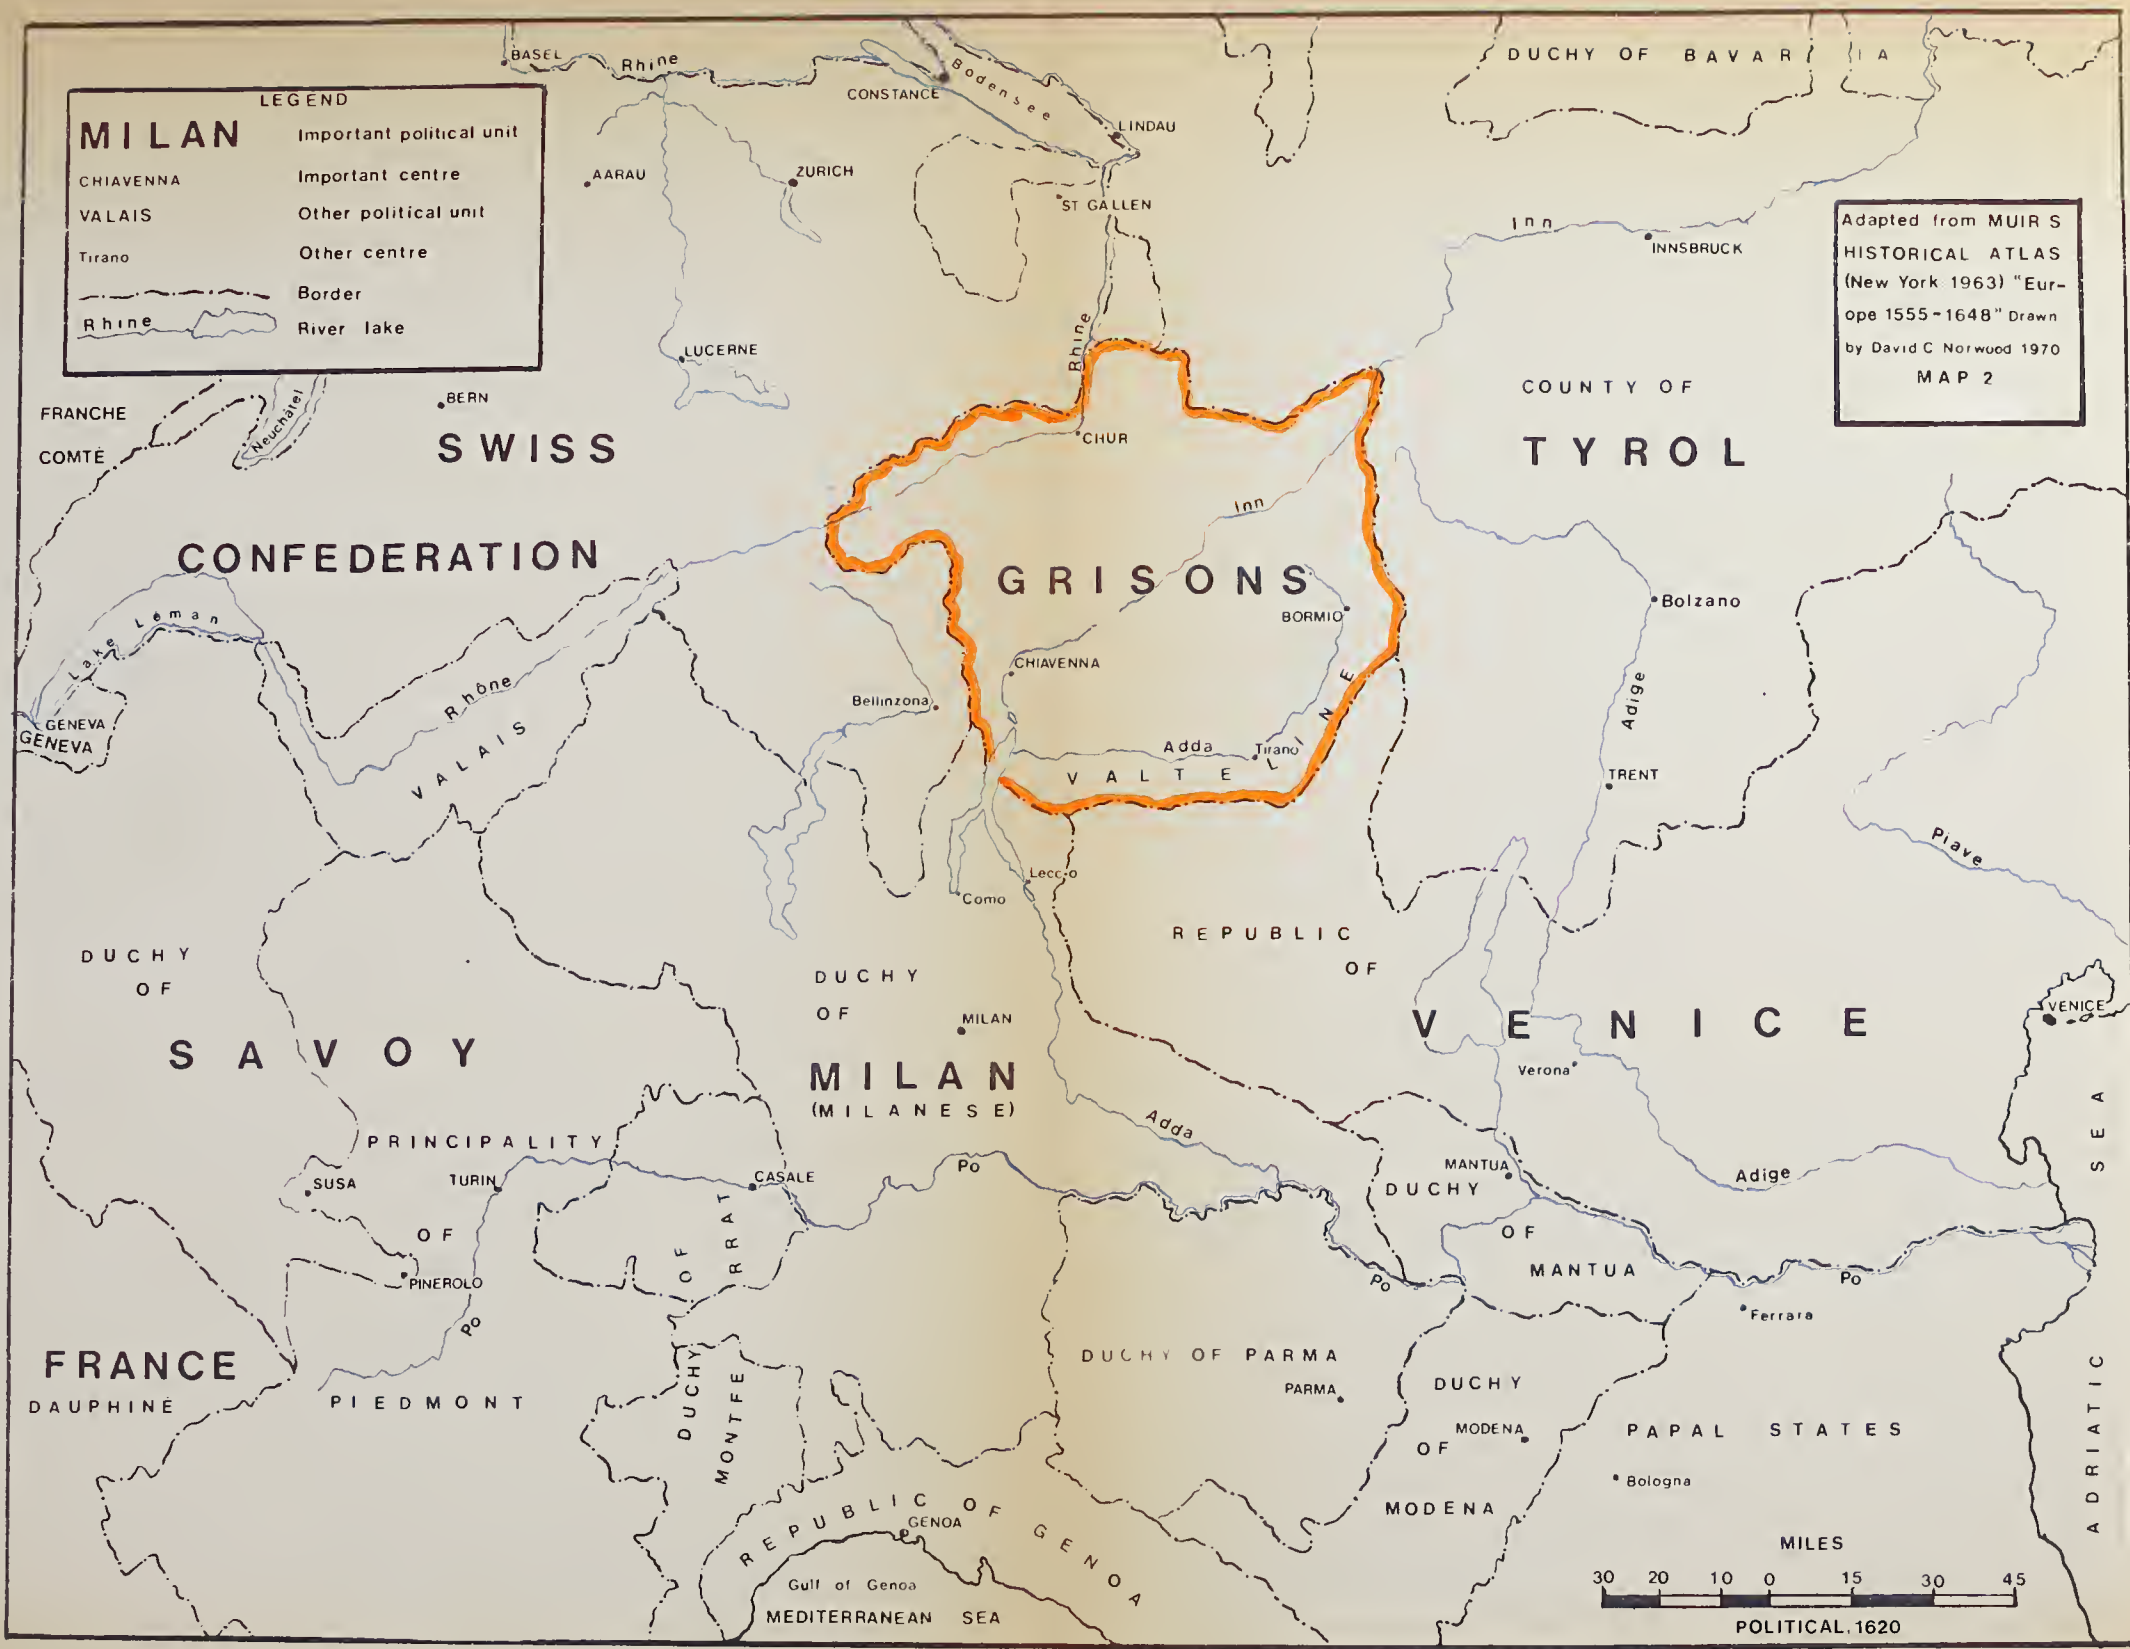 LEGEND
MILAN Important political unit
CHIAVENNA Important centre
VALAIS Other political unit
Tirano Other centre
Border
Rhine River lake
BASEL
Rhine
CONSTANCE
Bodensee
LINDAU
DUCHY OF BAVARIA
AARAU
ZURICH
ST GALLEN
Inn
INNSBRUCK
Adapted from MUIR S
HISTORICAL ATLAS
(New York 1963) "Eur-
ope 1555-1648" Drawn
by David C Norwood 1970
MAP 2
Rhine
LUCERNE
FRANCHE
COMTÉ
Neuchâtel
BERN
SWISS
CONFEDERATION
CHUR
COUNTY OF
TYROL
Inn
GRISONS
BORMIO
Bolzano
Lake Léman
Rhône
VALAIS
GENEVA
GENEVA
CHIAVENNA
Bellinzona
Adda
Tirano
VALTELLINE
Adige
TRENT
Piave
Lecco
Como
DUCHY
OF
SAVOY
DUCHY
OF
MILAN
MILAN
(MILANESE)
REPUBLIC
OF
VENICE
VENICE
Verona
Adda
Po
PRINCIPALITY
SUSA
TURIN
CASALE
OF
PINEROLO
Po
PIEDMONT
MANTUA
DUCHY
OF
MANTUA
Adige
Po
Po
Ferrara
FRANCE
DAUPHINÉ
DUCHY OF
MONTFERRAT
DUCHY OF PARMA
PARMA
DUCHY
MODENA
OF
MODENA
PAPAL STATES
Bologna
ADRIATIC SEA
REPUBLIC OF GENOA
GENOA
Gulf of Genoa
MEDITERRANEAN SEA
MILES
30 20 10 0 15 30 45
POLITICAL, 1620